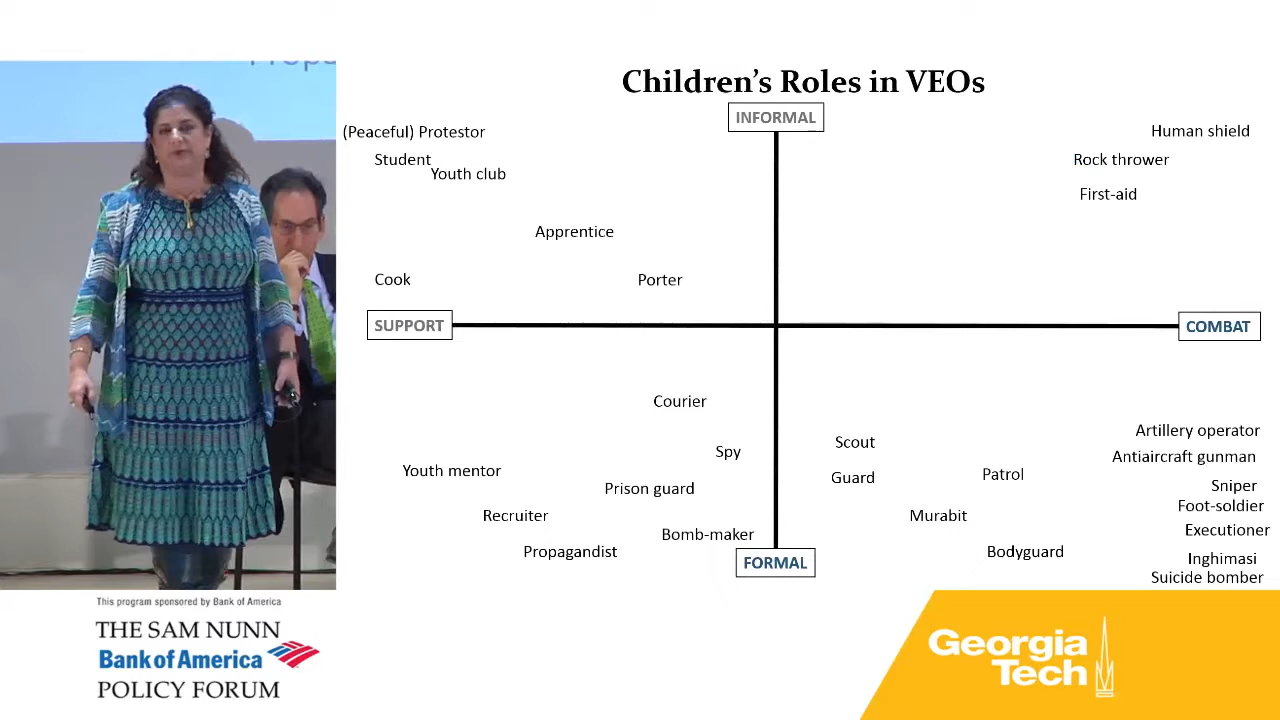 Propa
Children's Roles in VEOs
INFORMAL
(Peaceful) Protestor
Human shield
Student
Rock thrower
Youth club
First-aid
Apprentice
Cook
Porter
SUPPORT
COMBAT
Courier
Artillery operator
Scout
Spy
Antiaircraft gunman
Youth mentor
Guard
Patrol
Prison guard
Sniper
Foot-soldier
Recruiter
Murabit
Executioner
Bomb-maker
Propagandist
Bodyguard
Inghimasi
FORMAL
Suicide bomber
This program sponsored by Bank of America
THE SAM NUNN
Bank of America
POLICY FORUM
Georgia
Tech